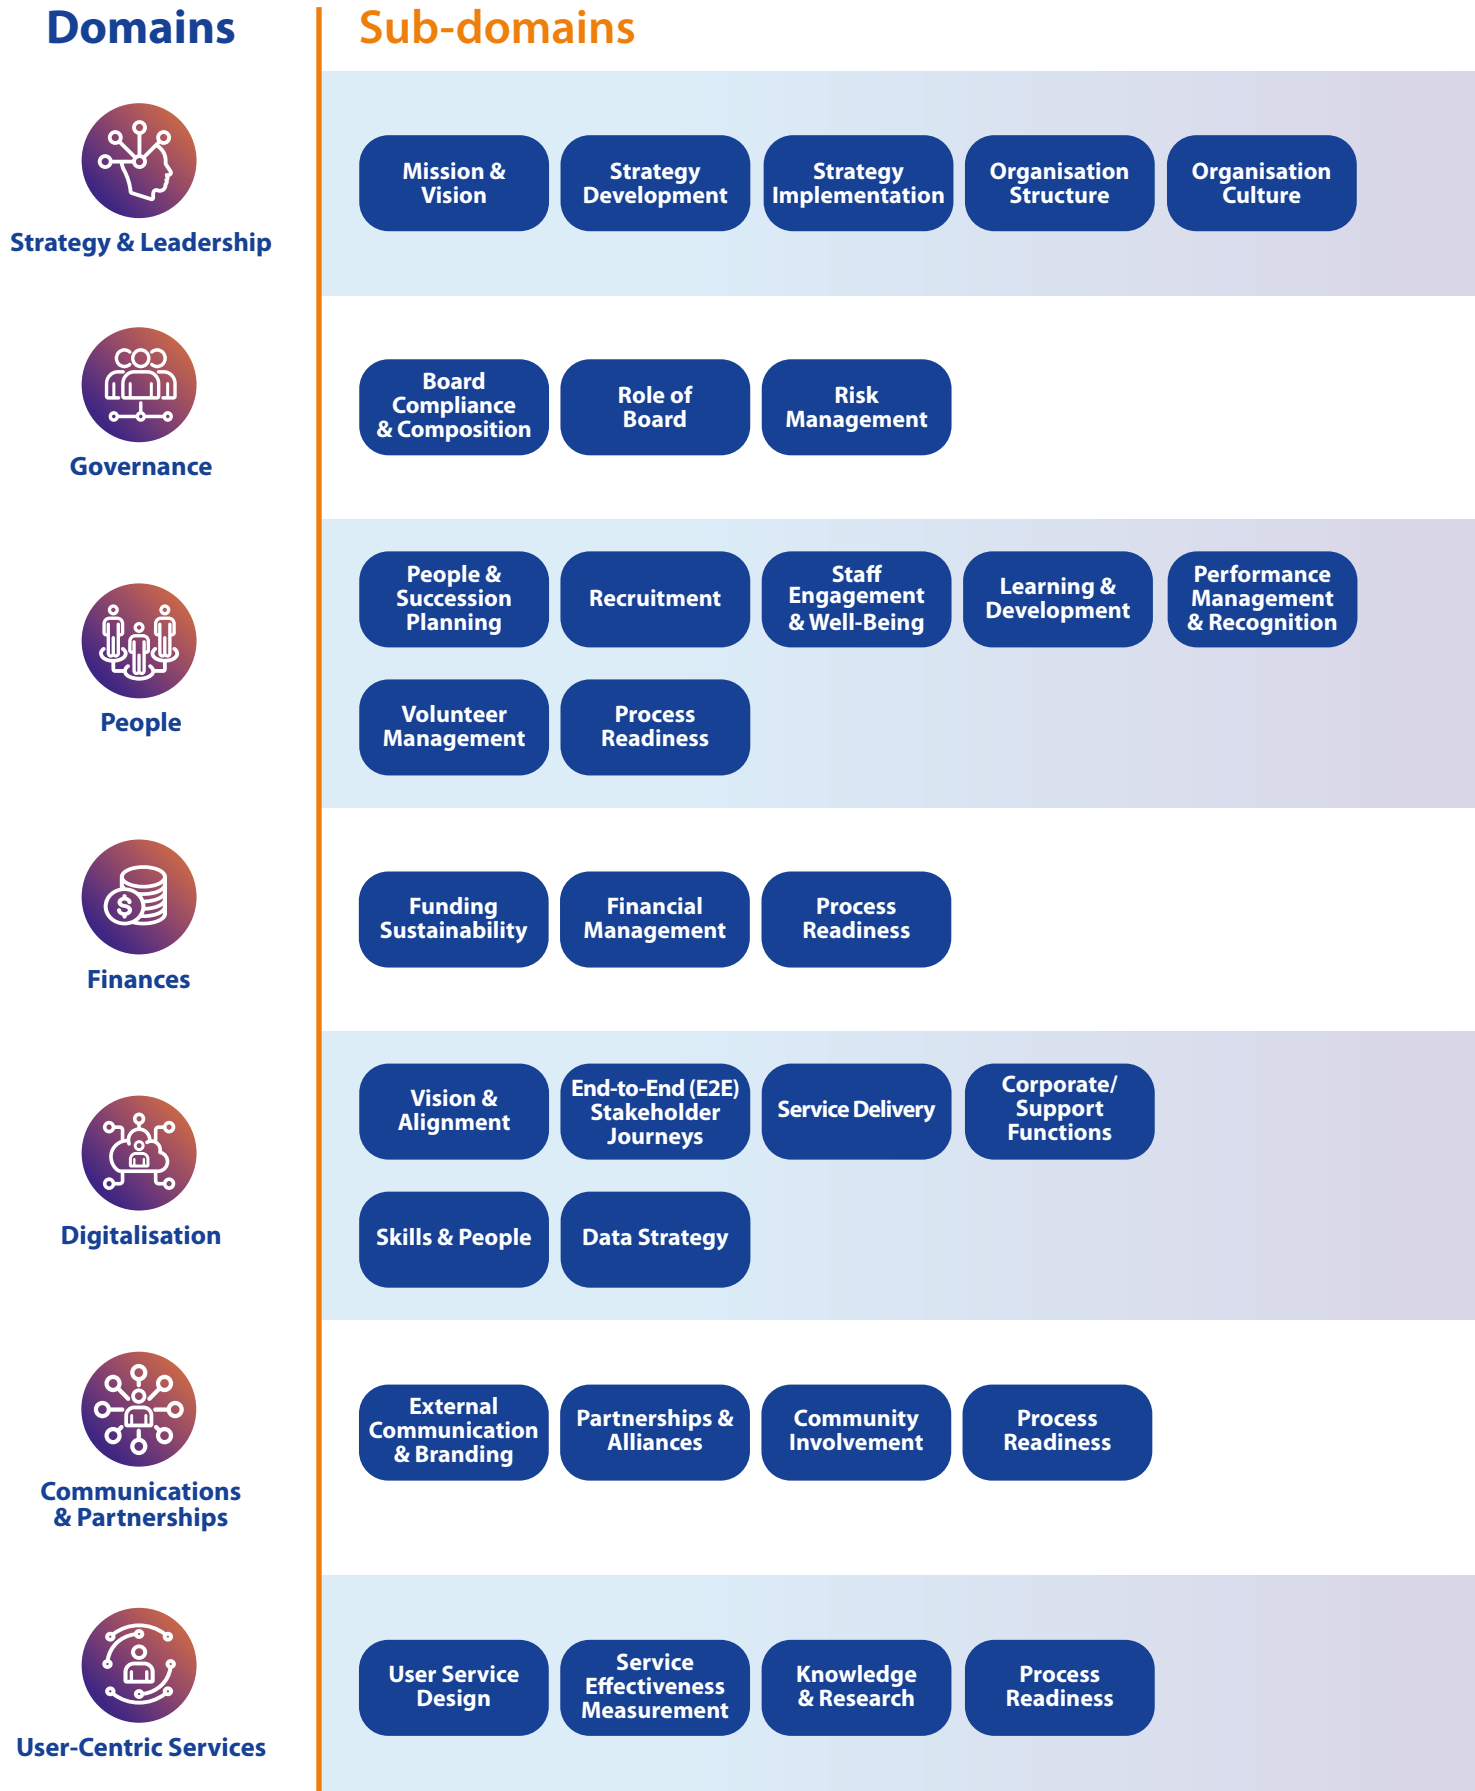 Domains
Sub-domains
Strategy & Leadership
Mission &
Vision
Strategy
Development
Strategy
Implementation
Organisation
Structure
Organisation
Culture
Governance
Board
Compliance
& Composition
Role of
Board
Risk
Management
People
People &
Succession
Planning
Recruitment
Staff
Engagement
& Well-Being
Learning &
Development
Performance
Management
& Recognition
Volunteer
Management
Process
Readiness
Finances
Funding
Sustainability
Financial
Management
Process
Readiness
Digitalisation
Vision &
Alignment
End-to-End (E2E)
Stakeholder
Journeys
Service Delivery
Corporate/
Support
Functions
Skills & People
Data Strategy
Communications
& Partnerships
External
Communication
& Branding
Partnerships &
Alliances
Community
Involvement
Process
Readiness
User-Centric Services
User Service
Design
Service
Effectiveness
Measurement
Knowledge
& Research
Process
Readiness